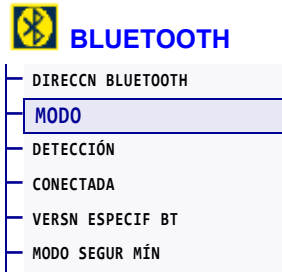 BLUETOOTH
DIRECCN BLUETOOTH
MODO
DETECCIÓN
CONECTADA
VERSN ESPECIF BT
MODO SEGUR MÍN